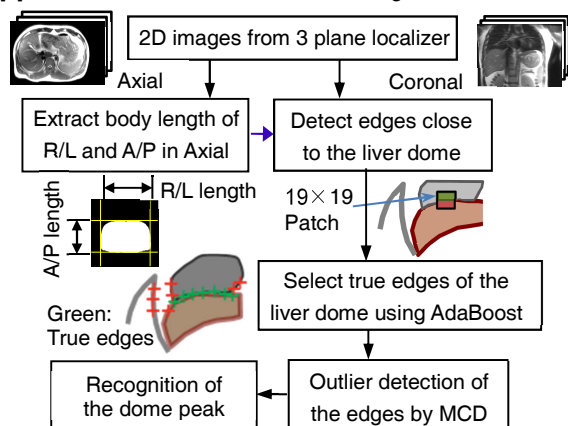 2D images from 3 plane localizer
Axial
Coronal
Extract body length of
R/L and A/P in Axial
Detect edges close
to the liver dome
R/L length
A/P length
19×19
Patch
Green:
True edges
Select true edges of the
liver dome using AdaBoost
Recognition of
the dome peak
Outlier detection of
the edges by MCD